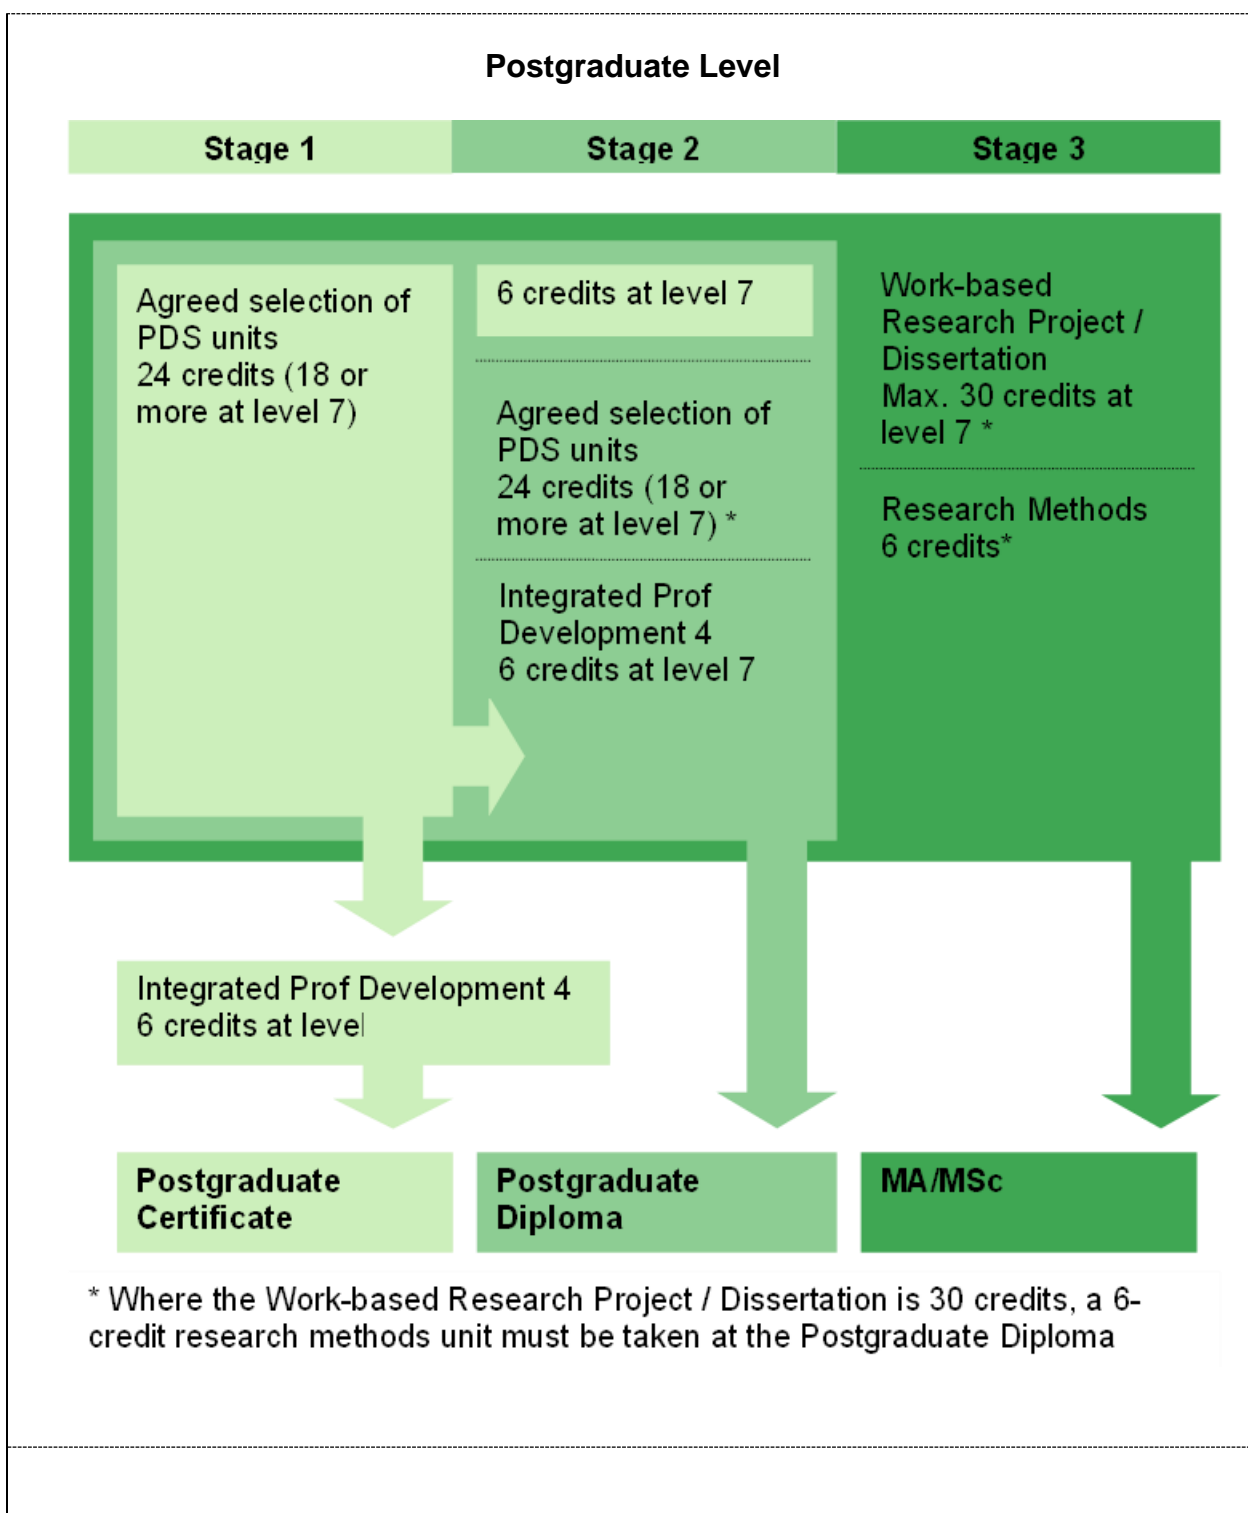 Postgraduate Level
Stage 1
Stage 2
Stage 3
Agreed selection of
PDS units
24 credits (18 or
more at level 7)
6 credits at level 7
Agreed selection of
PDS units
24 credits (18 or
more at level 7) *
Integrated Prof
Development 4
6 credits at level 7
Work-based
Research Project /
Dissertation
Max. 30 credits at
level 7 *
Research Methods
6 credits*
Integrated Prof Development 4
6 credits at level
Postgraduate
Certificate
Postgraduate
Diploma
MA/MSc
* Where the Work-based Research Project / Dissertation is 30 credits, a 6-
credit research methods unit must be taken at the Postgraduate Diploma